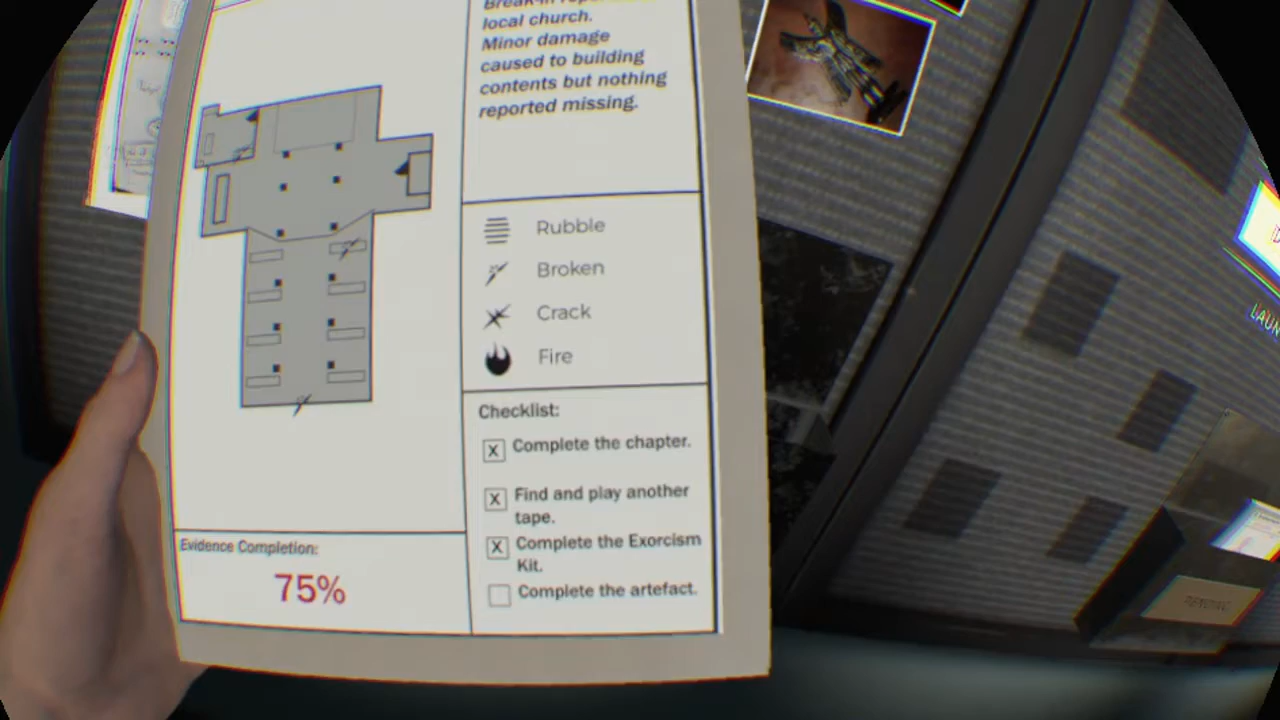 local church.
Minor damage
caused to building
contents but nothing
reported missing.
Rubble
Broken
Crack
Fire
Checklist:
X Complete the chapter.
X Find and play another
tape.
X Complete the Exorcism
Kit.
Complete the artefact.
Evidence Completion:
75%